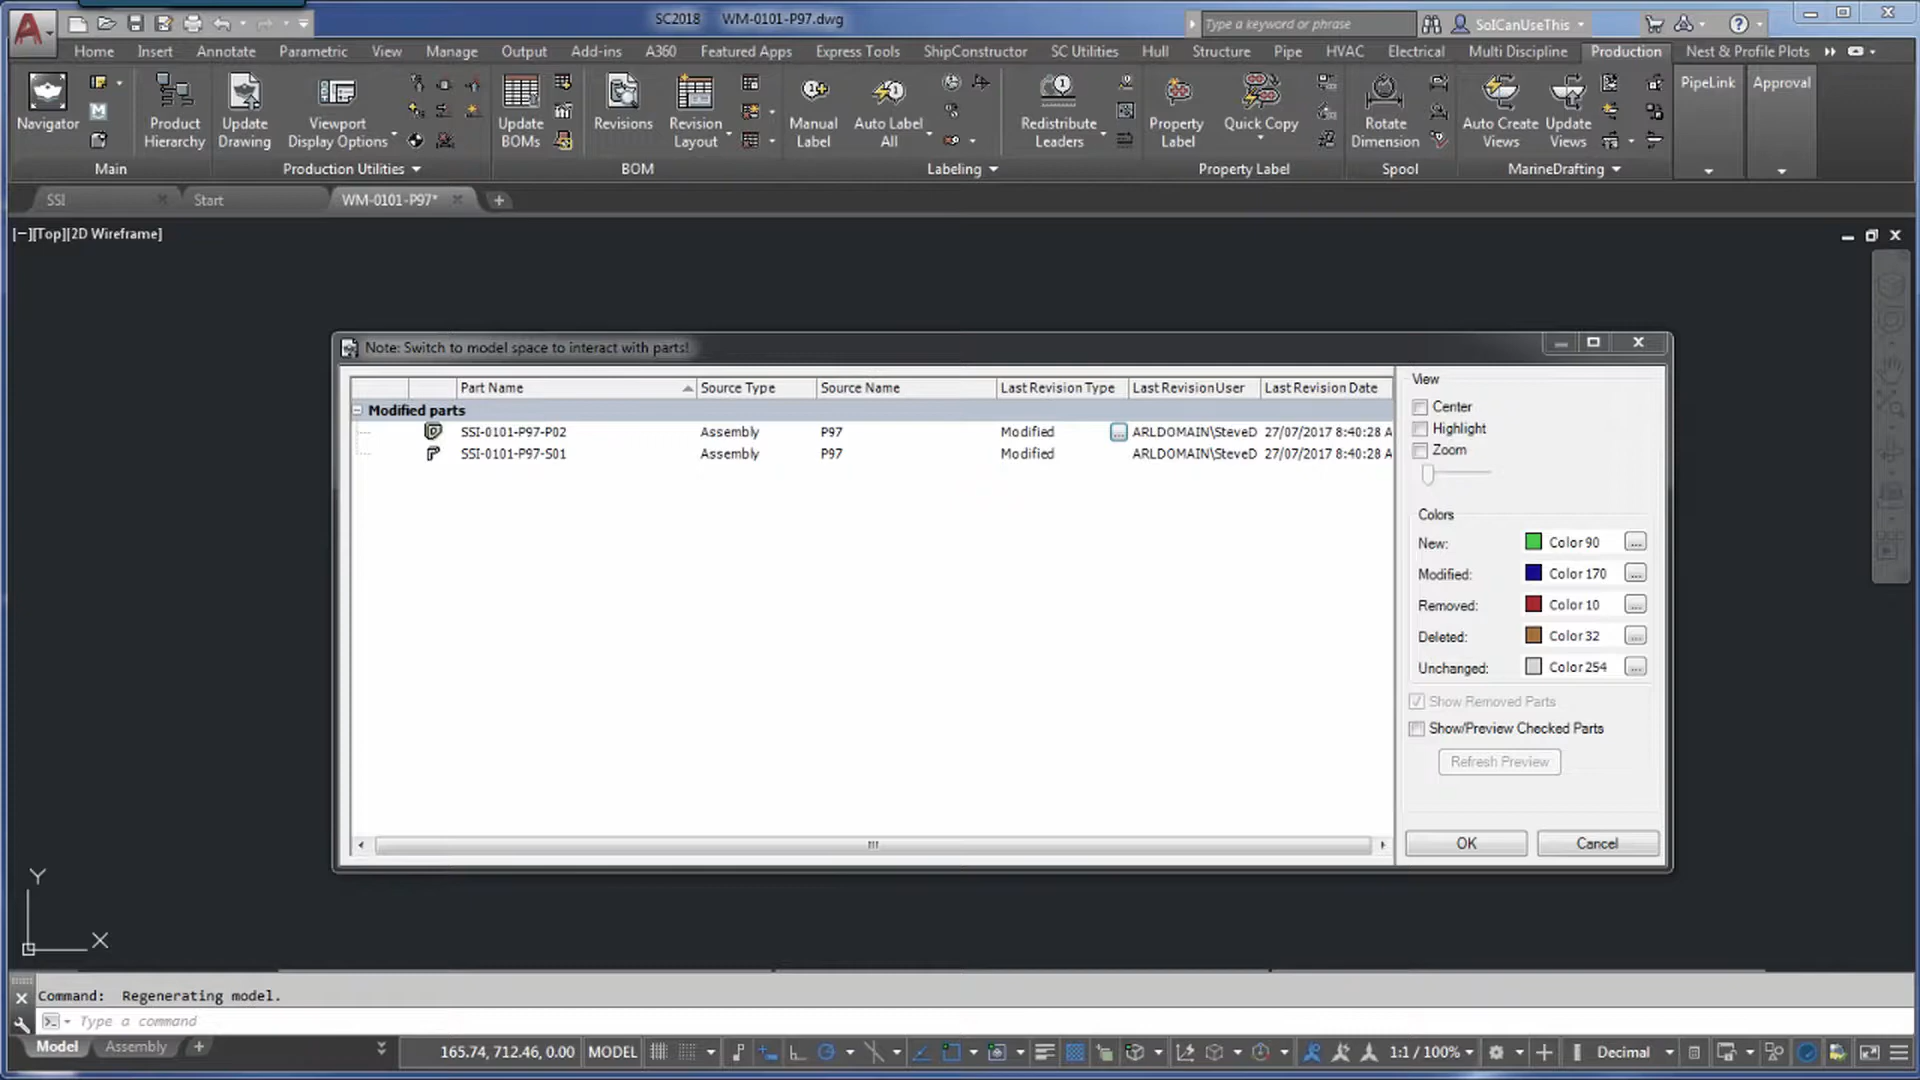 SC2018 WM-0101-P97.dwg
Type a keyword or phrase
SoICanUseThis
Home Insert Annotate Parametric View Manage Output Add-ins A360 Featured Apps Express Tools ShipConstructor SC Utilities Hull Structure Pipe HVAC Electrical Multi Discipline Production Nest & Profile Plots
Navigator
Product
Hierarchy
Update
Drawing
Viewport
Display Options
Update
BOMs
Revisions
Revision
Layout
Manual
Label
Auto Label
All
Redistribute
Leaders
Property
Label
Quick Copy
Rotate
Dimension
Auto Create
Views
Update
Views
PipeLink
Approval
Main
Production Utilities
BOM
Labeling
Property Label
Spool
MarineDrafting
SSI
Start
WM-0101-P97*
[−][Top][2D Wireframe]
Note: Switch to model space to interact with parts!
Part Name Source Type Source Name Last Revision Type Last Revision User Last Revision Date
Modified parts
SSI-0101-P97-P02 Assembly P97 Modified ... ARLDOMAIN\SteveD 27/07/2017 8:40:28 A
SSI-0101-P97-S01 Assembly P97 Modified ARLDOMAIN\SteveD 27/07/2017 8:40:28 A
View
Center
Highlight
Zoom
Colors
New: Color 90 ...
Modified: Color 170 ...
Removed: Color 10 ...
Deleted: Color 32 ...
Unchanged: Color 254 ...
Show Removed Parts
Show/Preview Checked Parts
Refresh Preview
OK
Cancel
Y
X
Command: Regenerating model.
Type a command
Model
Assembly
165.74, 712.46, 0.00
MODEL
1:1 / 100%
Decimal